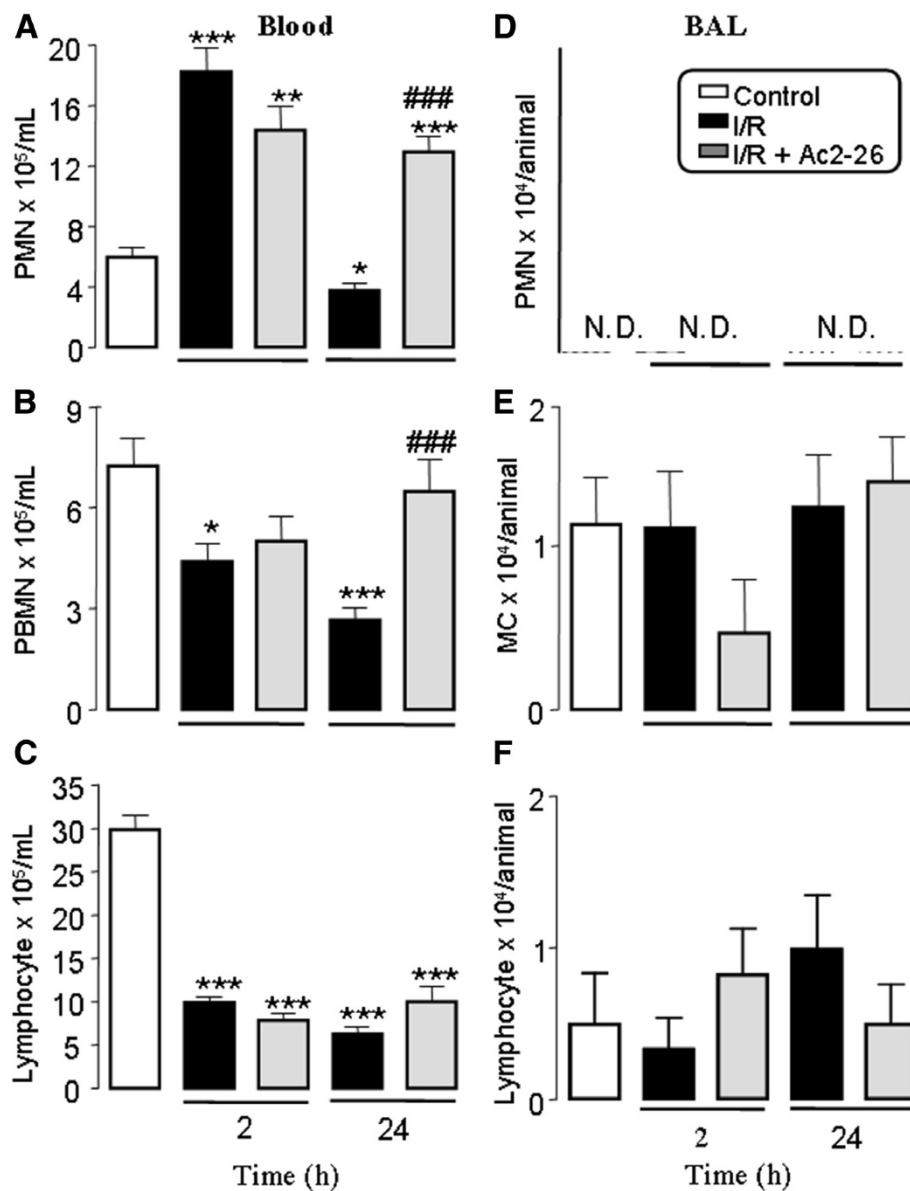 A
Blood
PMN x 10⁵/mL
20
16
12
8
4
0
***
**
*
###
***
B
PBMN x 10⁵/mL
9
6
3
0
*
***
###
C
Lymphocyte x 10⁵/mL
35
30
25
20
15
10
5
0
***
***
***
***
2
24
Time (h)
D
BAL
PMN x 10⁴/animal
Control
I/R
I/R + Ac2-26
N.D.
N.D.
N.D.
E
MC x 10⁴/animal
2
1
0
F
Lymphocyte x 10⁴/animal
2
1
0
2
24
Time (h)